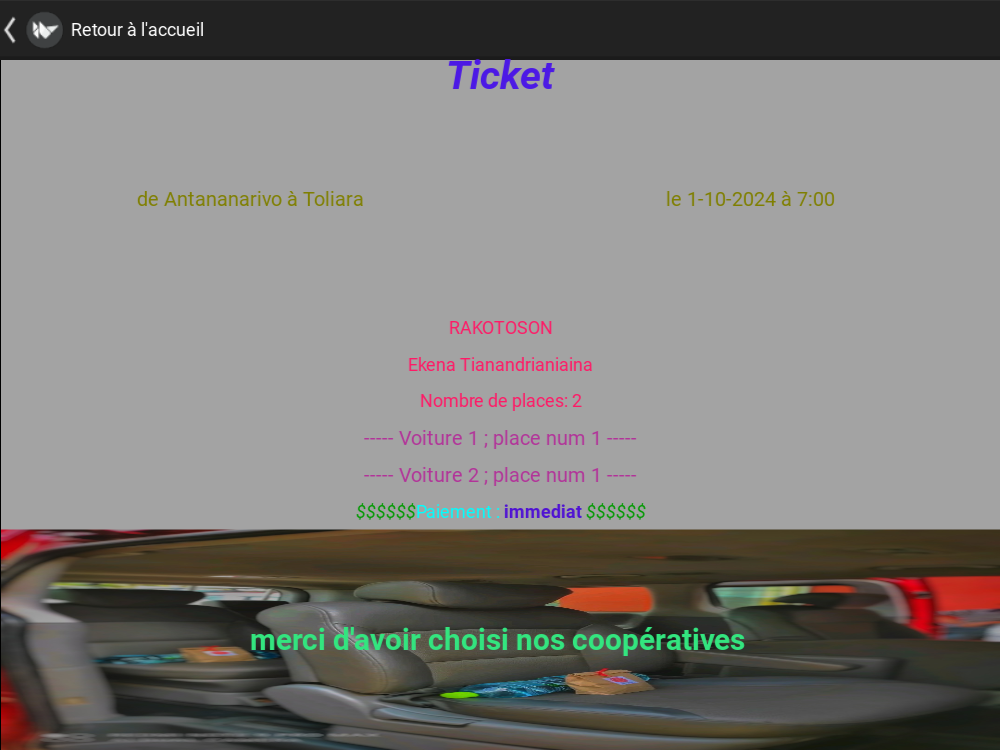 Retour à l'accueil
Ticket
de Antananarivo à Toliara le 1-10-2024 à 7:00
RAKOTOSON
Ekena Tianandrianiaina
Nombre de places: 2
----- Voiture 1 ; place num 1 -----
----- Voiture 2 ; place num 1 -----
$$$$$$Paiement : immediat $$$$$$
merci d'avoir choisi nos coopératives